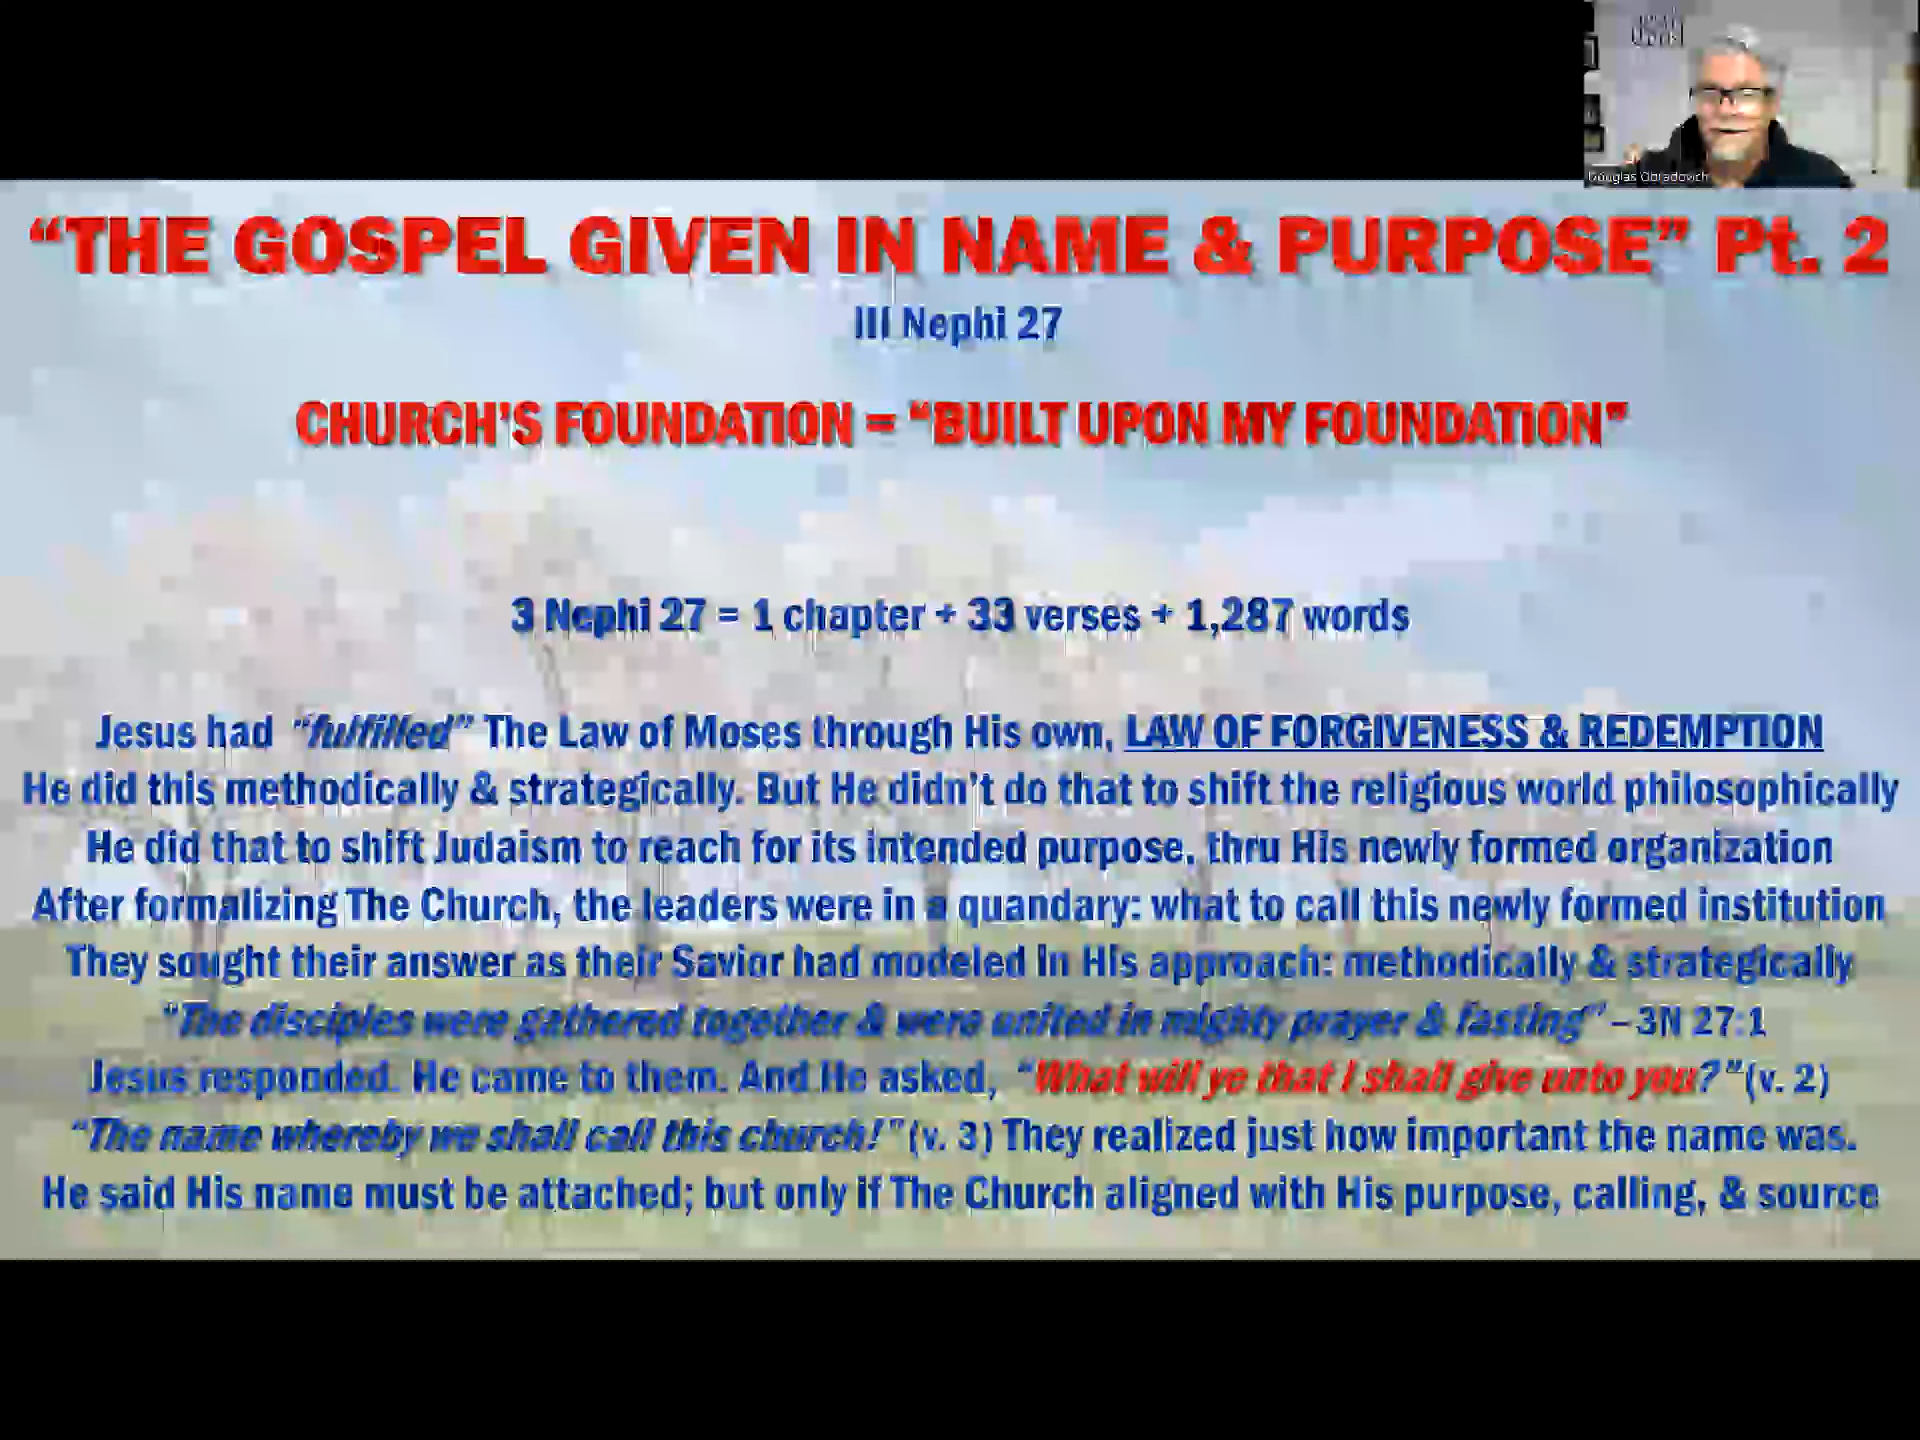 Douglas Obradovich
“THE GOSPEL GIVEN IN NAME & PURPOSE” Pt. 2
III Nephi 27
CHURCH’S FOUNDATION = “BUILT UPON MY FOUNDATION”
3 Nephi 27 = 1 chapter + 33 verses + 1,287 words
Jesus had “fulfilled” The Law of Moses through His own, LAW OF FORGIVENESS & REDEMPTION
He did this methodically & strategically. But He didn’t do that to shift the religious world philosophically
He did that to shift Judaism to reach for its intended purpose, thru His newly formed organization
After formalizing The Church, the leaders were in a quandary: what to call this newly formed institution
They sought their answer as their Savior had modeled in His approach: methodically & strategically
“The disciples were gathered together & were united in mighty prayer & fasting” – 3N 27:1
Jesus responded. He came to them. And He asked, “What will ye that I shall give unto you?” (v. 2)
“The name whereby we shall call this church!” (v. 3) They realized just how important the name was.
He said His name must be attached; but only if The Church aligned with His purpose, calling, & source